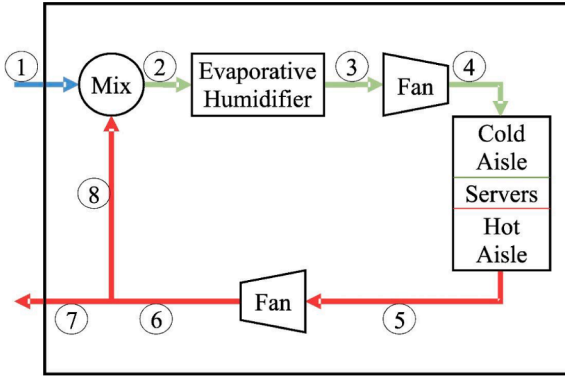 1
Mix
2
Evaporative
Humidifier
3
Fan
4
Cold
Aisle
Servers
Hot
Aisle
8
7
6
Fan
5